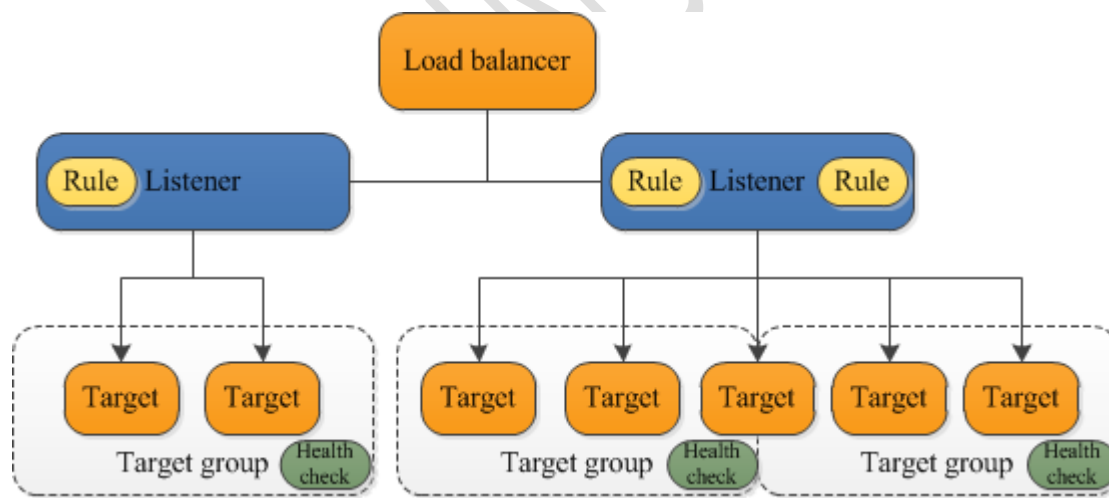 Load balancer
Rule Listener
Rule Listener Rule
Target Target
Target Target Target Target Target
Target group Health check
Target group Health check
Target group Health check